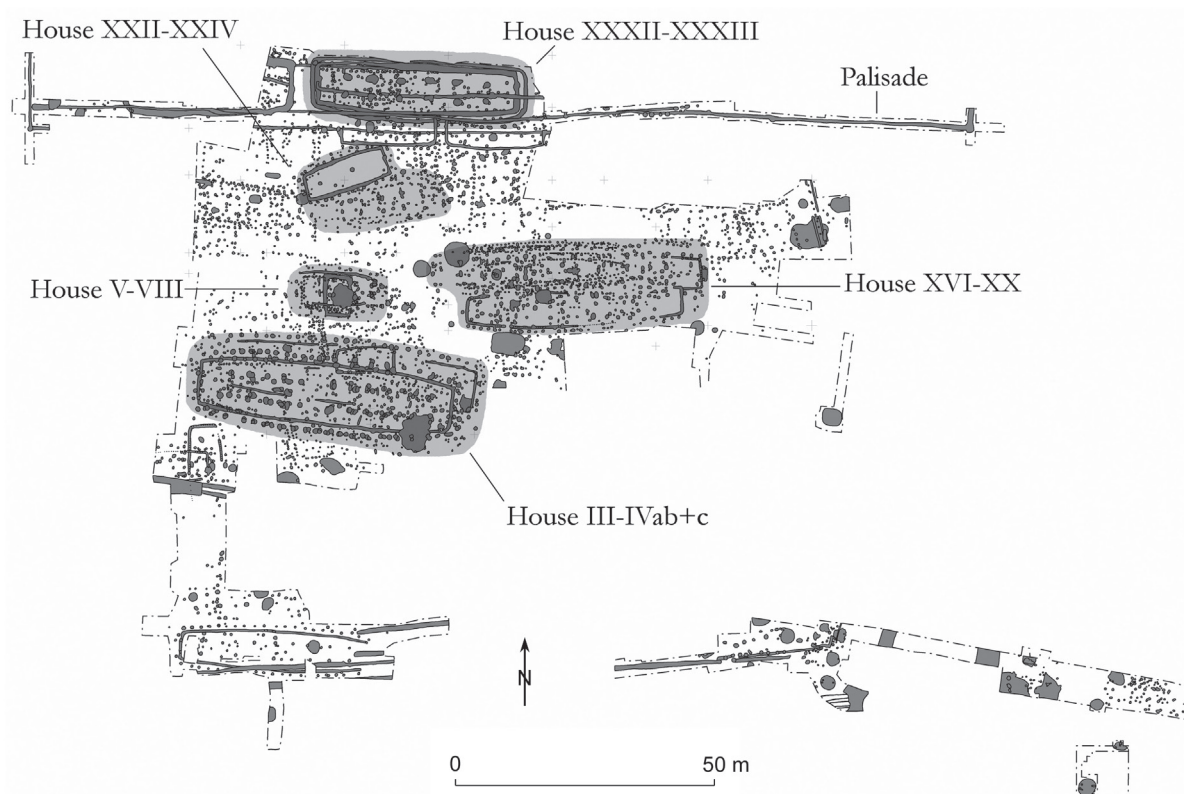 House XXII-XXIV
House XXXII-XXXIII
Palisade
House V-VIII
House XVI-XX
House III-IVab+c
N
0
50 m